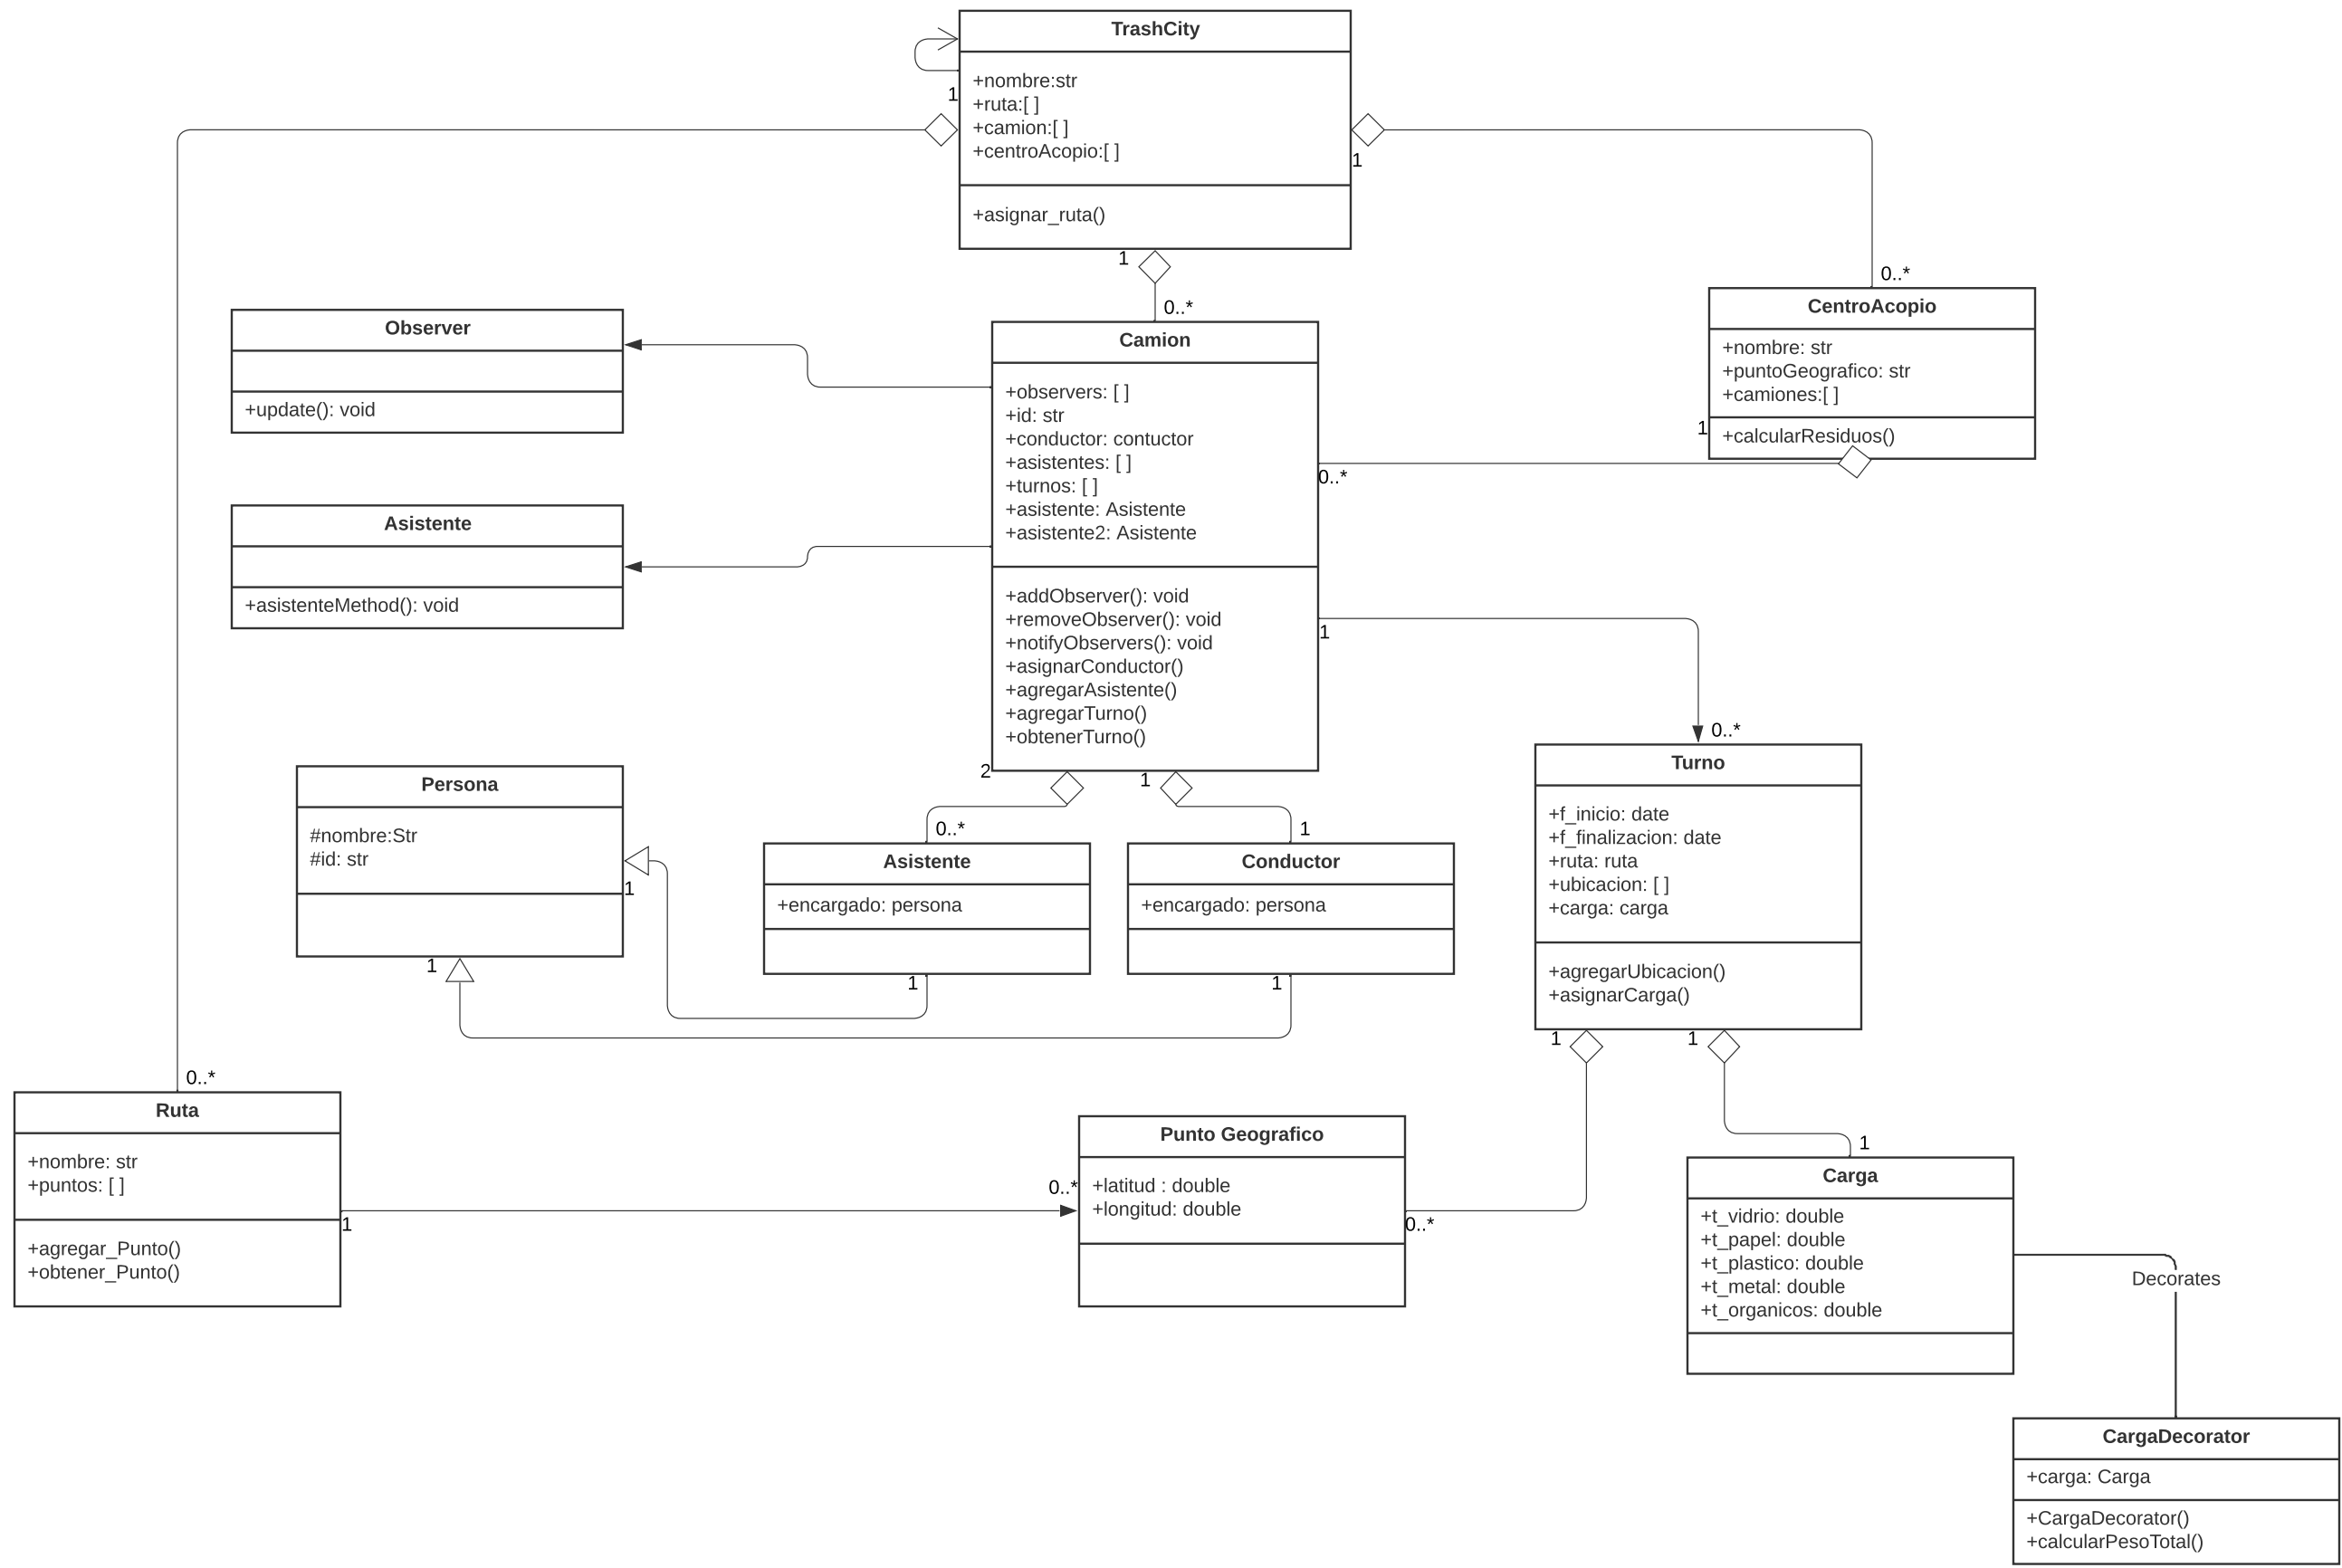 TrashCity
+nombre:str
+ruta:[ ]
+camion:[ ]
+centroAcopio:[ ]
+asignar_ruta()
1
1
1
0..*
0..*
CentroAcopio
+nombre: str
+puntoGeografico: str
+camiones:[ ]
+calcularResiduos()
1
0..*
Observer
+update(): void
Camion
+observers: [ ]
+id: str
+conductor: contuctor
+asistentes: [ ]
+turnos: [ ]
+asistente: Asistente
+asistente2: Asistente
+addObserver(): void
+removeObserver(): void
+notifyObservers(): void
+asignarConductor()
+agregarAsistente()
+agregarTurno()
+obtenerTurno()
Asistente
+asistenteMethod(): void
1
0..*
2
1
0..*
1
Persona
#nombre:Str
#id: str
1
1
Asistente
+encargado: persona
1
Conductor
+encargado: persona
1
Turno
+f_inicio: date
+f_finalizacion: date
+ruta: ruta
+ubicacion: [ ]
+carga: carga
+agregarUbicacion()
+asignarCarga()
1
1
0..*
Ruta
+nombre: str
+puntos: [ ]
+agregar_Punto()
+obtener_Punto()
1
0..*
Punto Geografico
+latitud : double
+longitud: double
0..*
1
Carga
+t_vidrio: double
+t_papel: double
+t_plastico: double
+t_metal: double
+t_organicos: double
Decorates
CargaDecorator
+carga: Carga
+CargaDecorator()
+calcularPesoTotal()